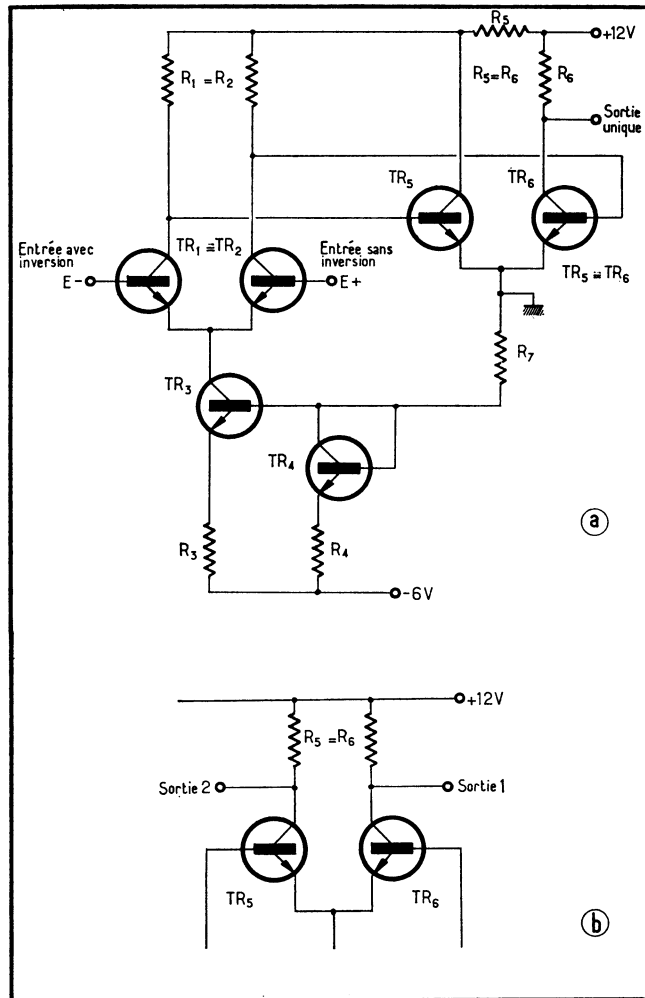 R5
+12V
R1 = R2
R5=R6
R6
Sortie
unique
TR5
TR6
Entrée avec
inversion
TR1 ≡TR2
Entrée sans
inversion
E-
E+
TR5 ≡ TR6
R7
TR3
TR4
a
R3
R4
-6V
+12V
R5 =R6
Sortie 2
Sortie 1
TR5
TR6
b